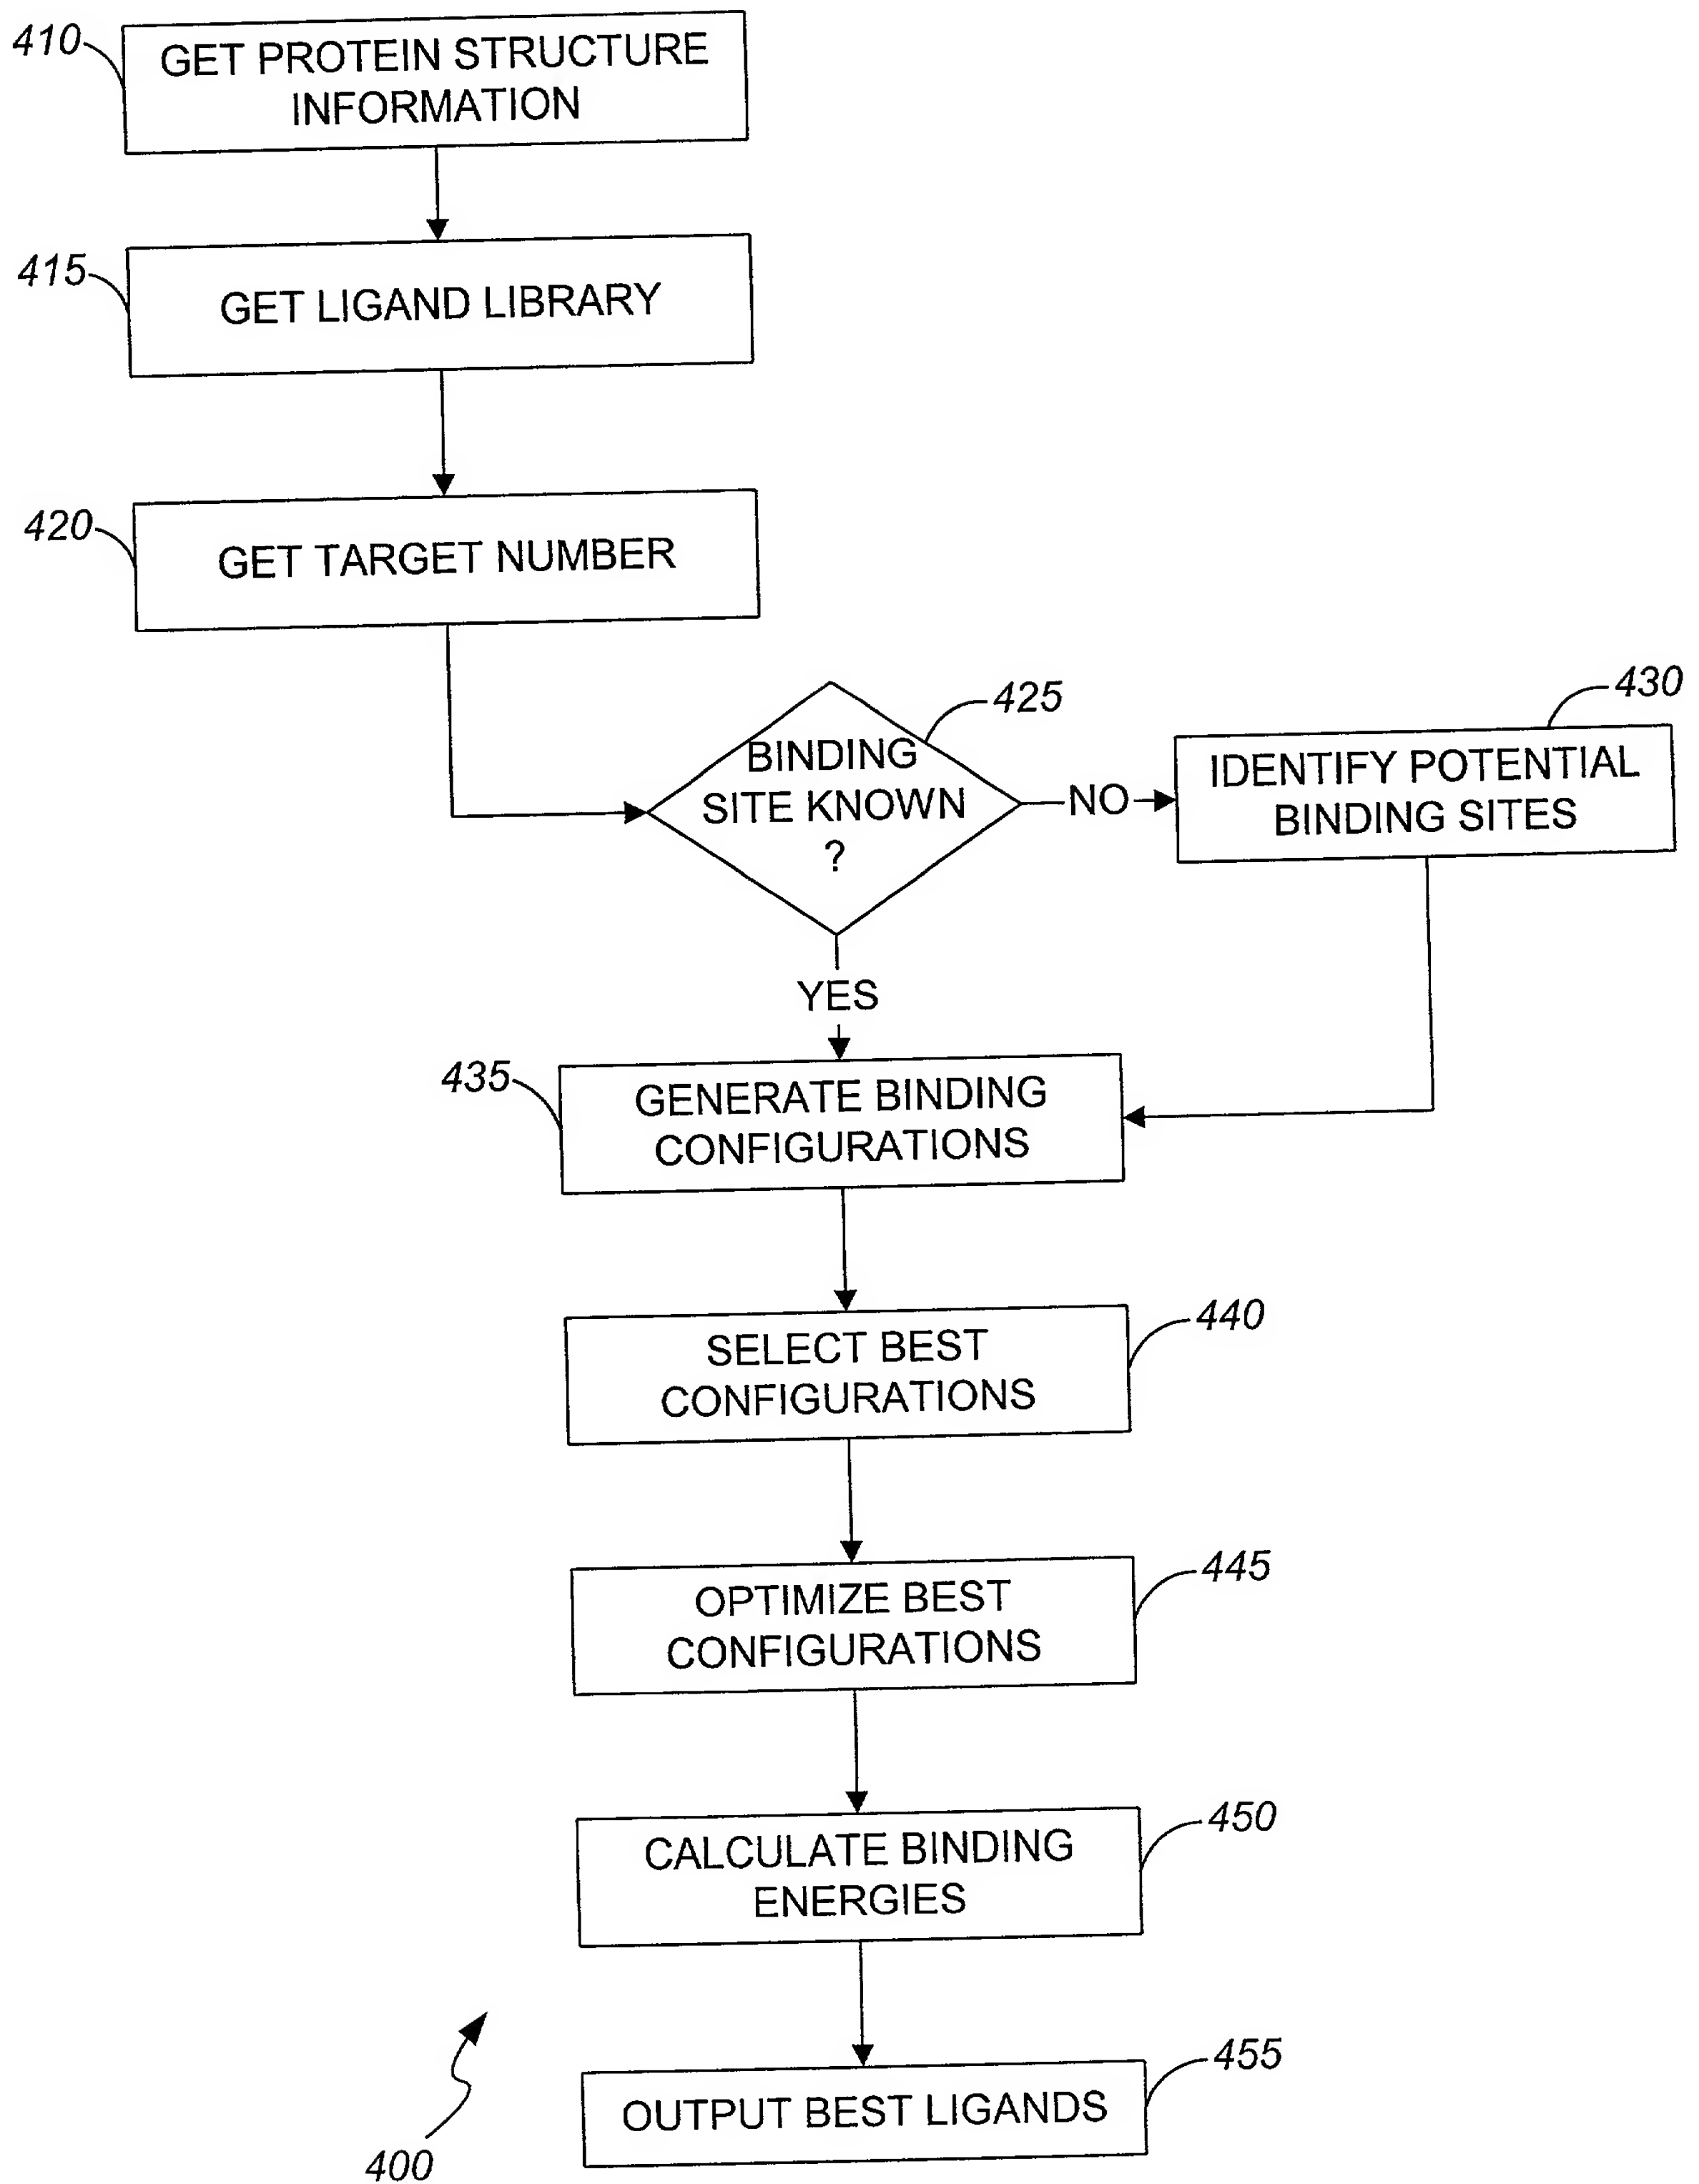 410
GET PROTEIN STRUCTURE
INFORMATION
415
GET LIGAND LIBRARY
420
GET TARGET NUMBER
425
BINDING
SITE KNOWN
?
NO
430
IDENTIFY POTENTIAL
BINDING SITES
YES
435
GENERATE BINDING
CONFIGURATIONS
440
SELECT BEST
CONFIGURATIONS
445
OPTIMIZE BEST
CONFIGURATIONS
450
CALCULATE BINDING
ENERGIES
455
OUTPUT BEST LIGANDS
400